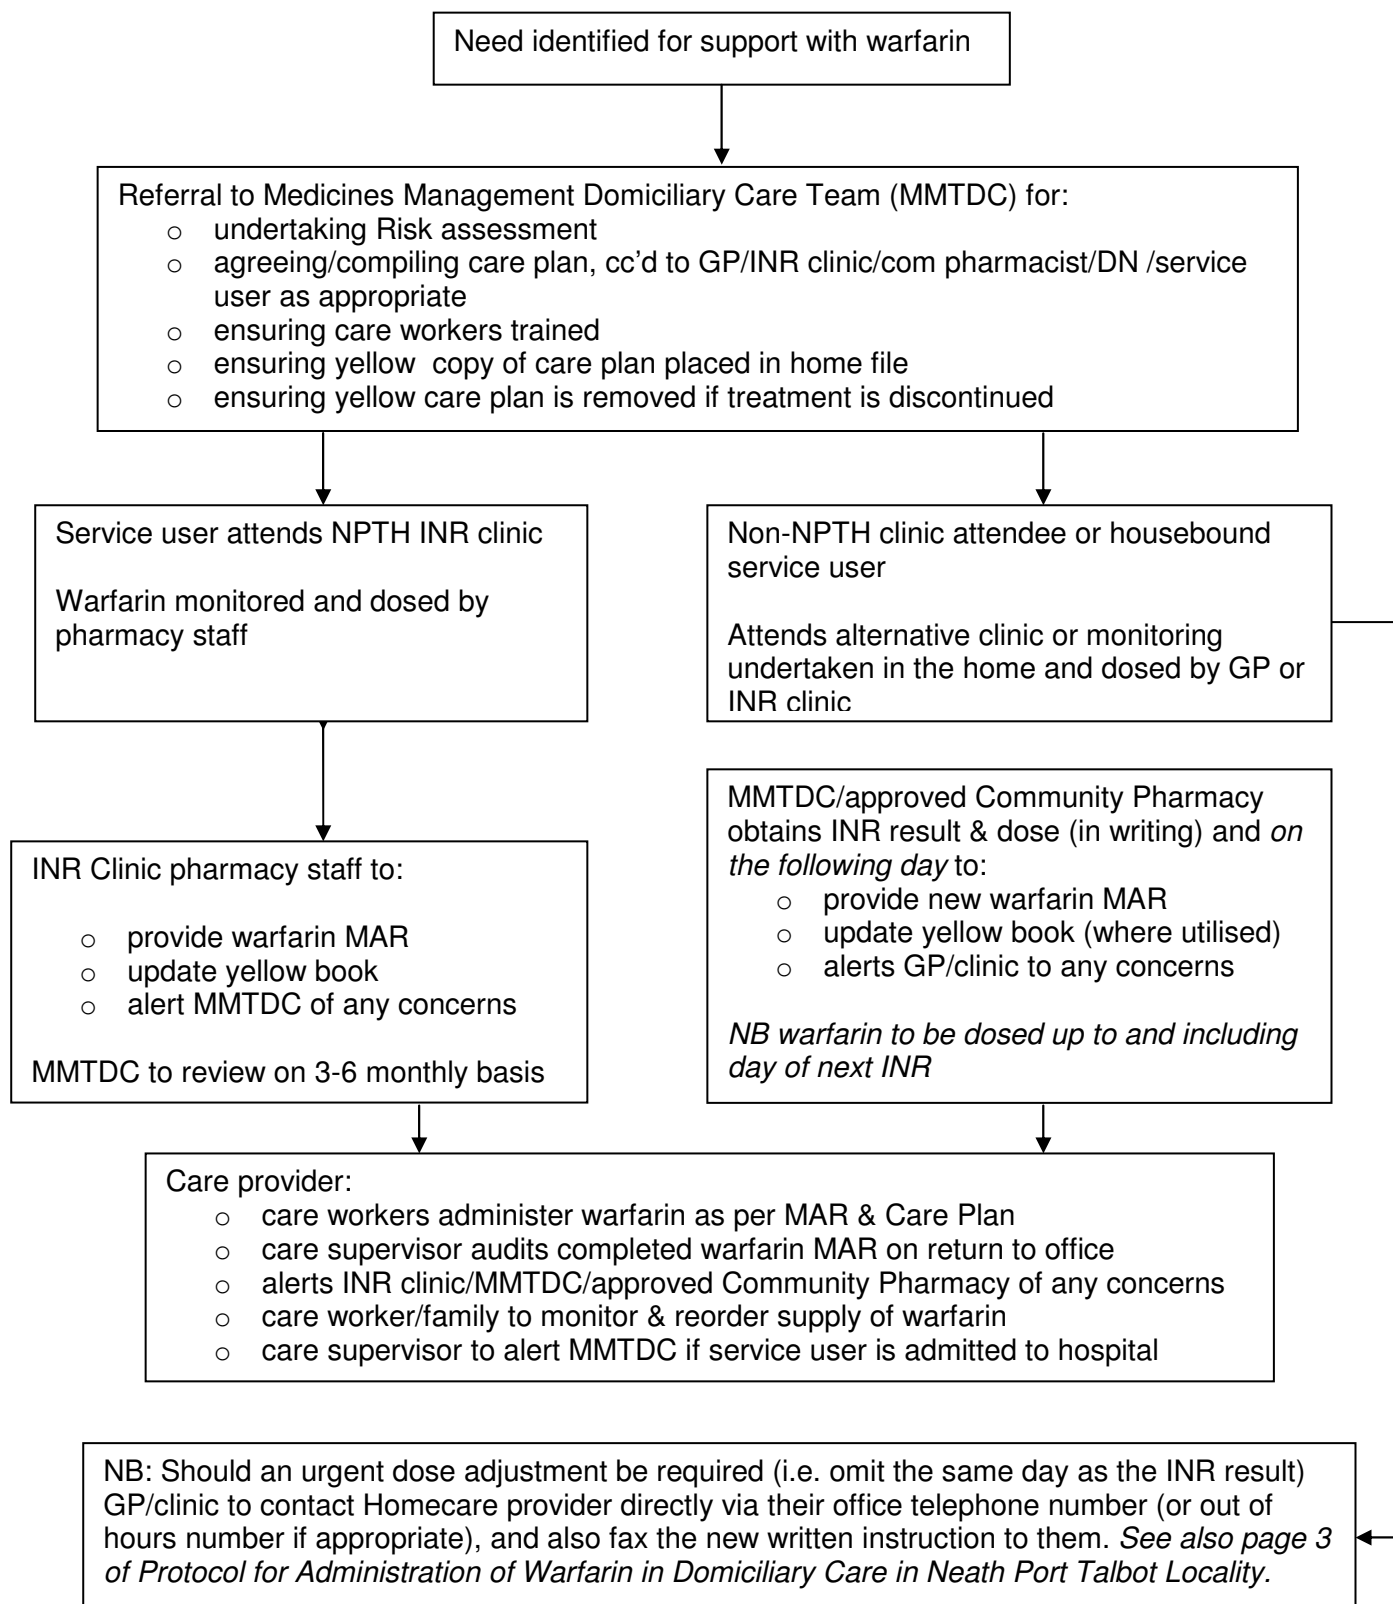 Need identified for support with warfarin
Referral to Medicines Management Domiciliary Care Team (MMTDC) for:
o undertaking Risk assessment
o agreeing/compiling care plan, cc'd to GP/INR clinic/com pharmacist/DN /service
user as appropriate
o ensuring care workers trained
o ensuring yellow copy of care plan placed in home file
o ensuring yellow care plan is removed if treatment is discontinued
Service user attends NPTH INR clinic
Warfarin monitored and dosed by
pharmacy staff
Non-NPTH clinic attendee or housebound
service user
Attends alternative clinic or monitoring
undertaken in the home and dosed by GP or
INR clinic
INR Clinic pharmacy staff to:
o provide warfarin MAR
o update yellow book
o alert MMTDC of any concerns
MMTDC to review on 3-6 monthly basis
MMTDC/approved Community Pharmacy
obtains INR result & dose (in writing) and on
the following day to:
o provide new warfarin MAR
o update yellow book (where utilised)
o alerts GP/clinic to any concerns
NB warfarin to be dosed up to and including
day of next INR
Care provider:
o care workers administer warfarin as per MAR & Care Plan
o care supervisor audits completed warfarin MAR on return to office
o alerts INR clinic/MMTDC/approved Community Pharmacy of any concerns
o care worker/family to monitor & reorder supply of warfarin
o care supervisor to alert MMTDC if service user is admitted to hospital
NB: Should an urgent dose adjustment be required (i.e. omit the same day as the INR result)
GP/clinic to contact Homecare provider directly via their office telephone number (or out of
hours number if appropriate), and also fax the new written instruction to them. See also page 3
of Protocol for Administration of Warfarin in Domiciliary Care in Neath Port Talbot Locality.